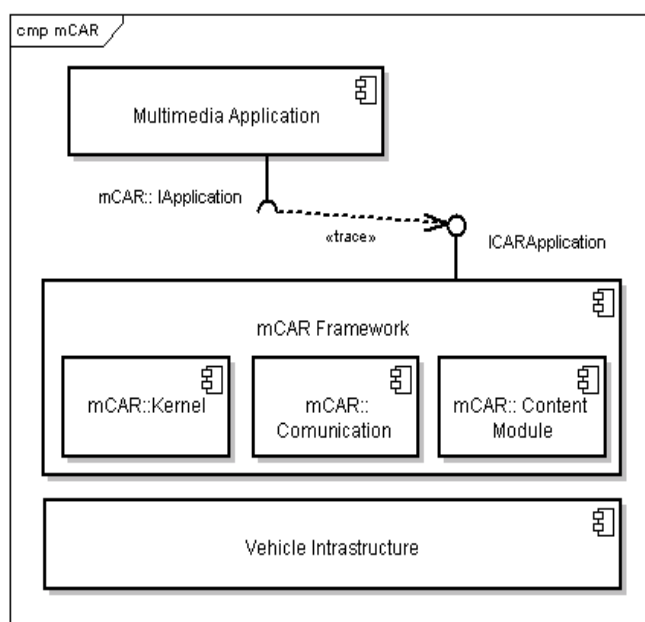 cmp mCAR
Multimedia Application
mCAR:: IApplication
«trace»
ICARApplication
mCAR Framework
mCAR::Kernel
mCAR::
Comunication
mCAR:: Content
Module
Vehicle Intrastructure